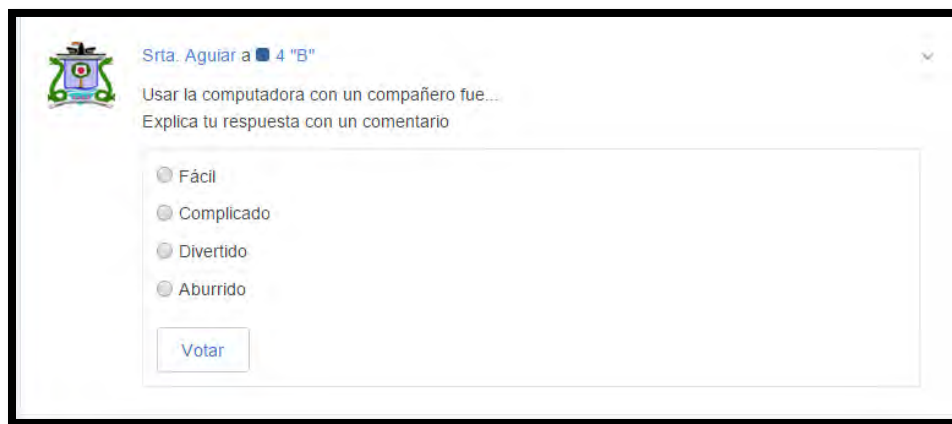 Srta. Aguiar a 4 "B"
Usar la computadora con un compañero fue...
Explica tu respuesta con un comentario
Fácil
Complicado
Divertido
Aburrido
Votar